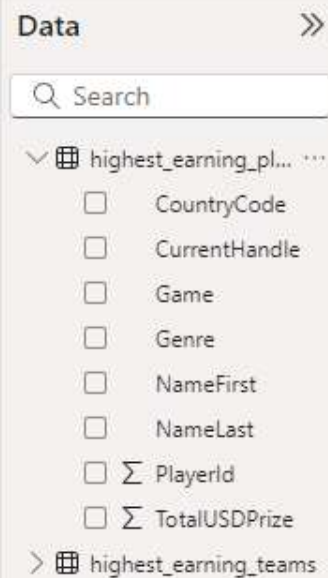 Data
Search
highest_earning_pl... ...
CountryCode
CurrentHandle
Game
Genre
NameFirst
NameLast
Σ PlayerId
Σ TotalUSDPrize
highest_earning_teams